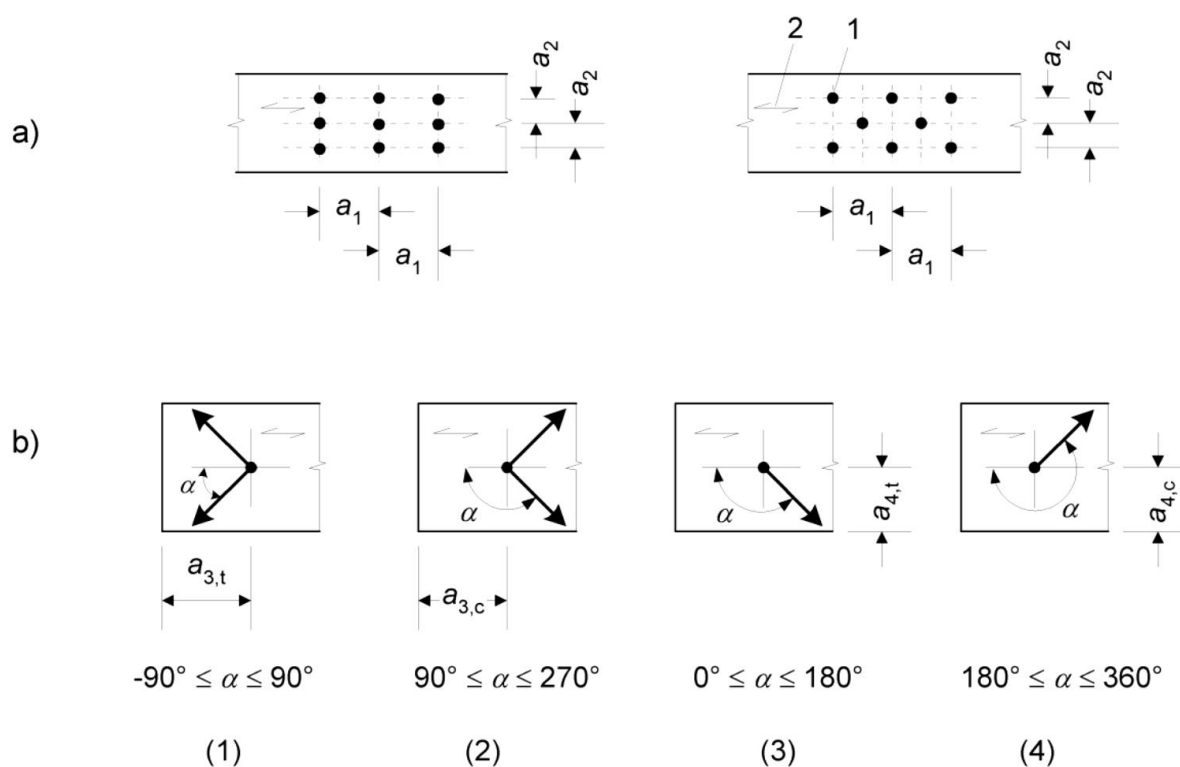 2 1
a2 a2 a2 a2
a)
a1 a1
a1 a1
b)
α α α α
a4,t a4,c
a3,t a3,c
-90° ≤ α ≤ 90° 90° ≤ α ≤ 270° 0° ≤ α ≤ 180° 180° ≤ α ≤ 360°
(1) (2) (3) (4)